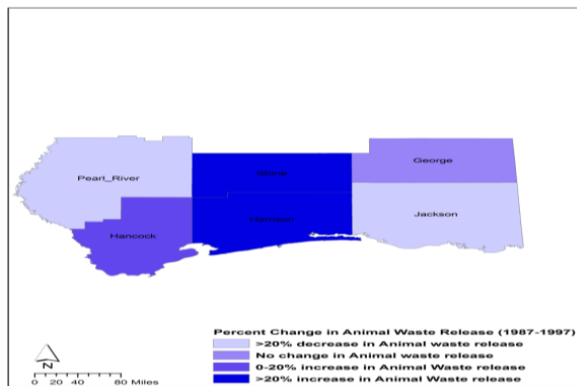 George
Pearl_River
Stone
Jackson
Harrison
Hancock
Percent Change in Animal Waste Release (1987-1997)
>20% decrease in Animal waste release
No change in Animal waste release
0-20% increase in Animal Waste release
>20% increase in Animal Waste release
N
0 20 40 80 Miles